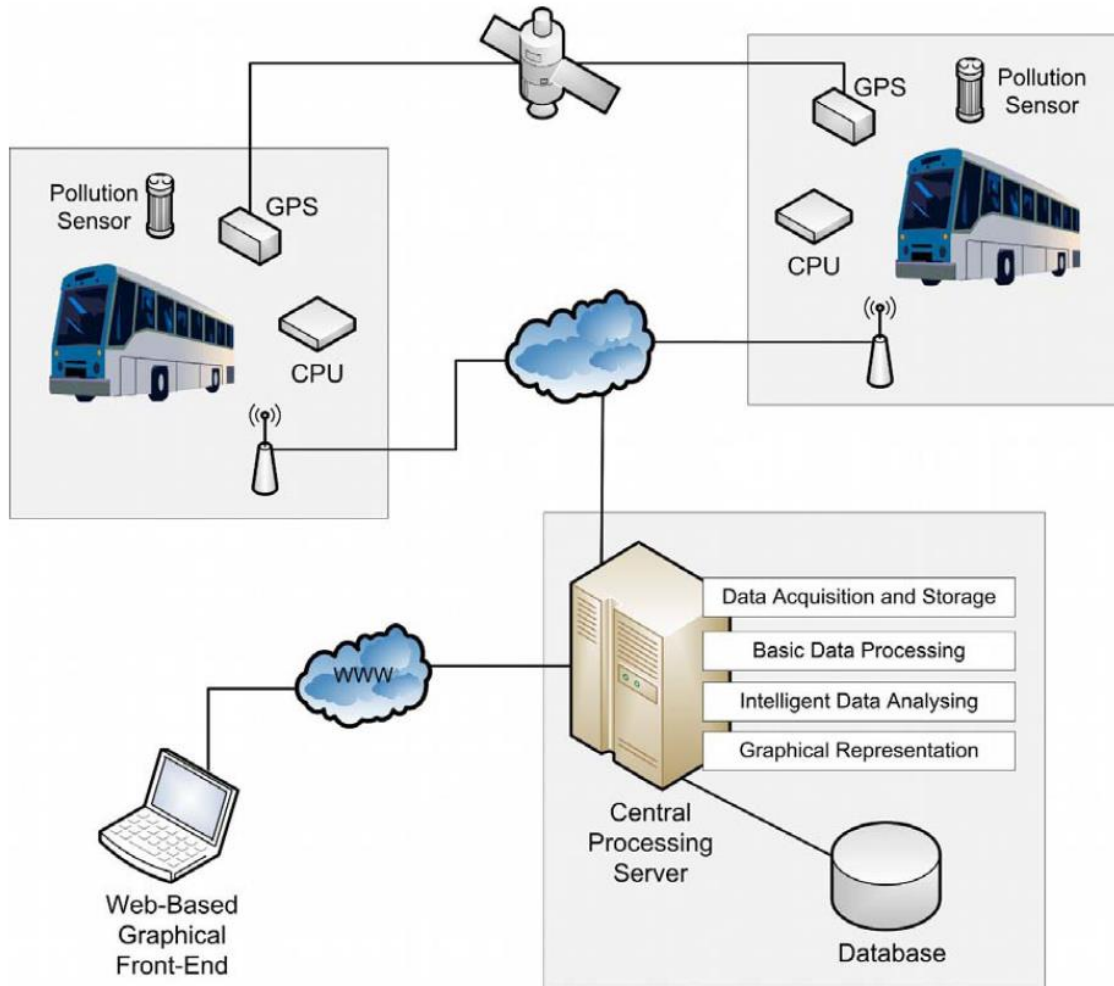 GPS
Pollution
Sensor
CPU
Pollution
Sensor
GPS
CPU
WWW
Data Acquisition and Storage
Basic Data Processing
Intelligent Data Analysing
Graphical Representation
Central
Processing
Server
Database
Web-Based
Graphical
Front-End